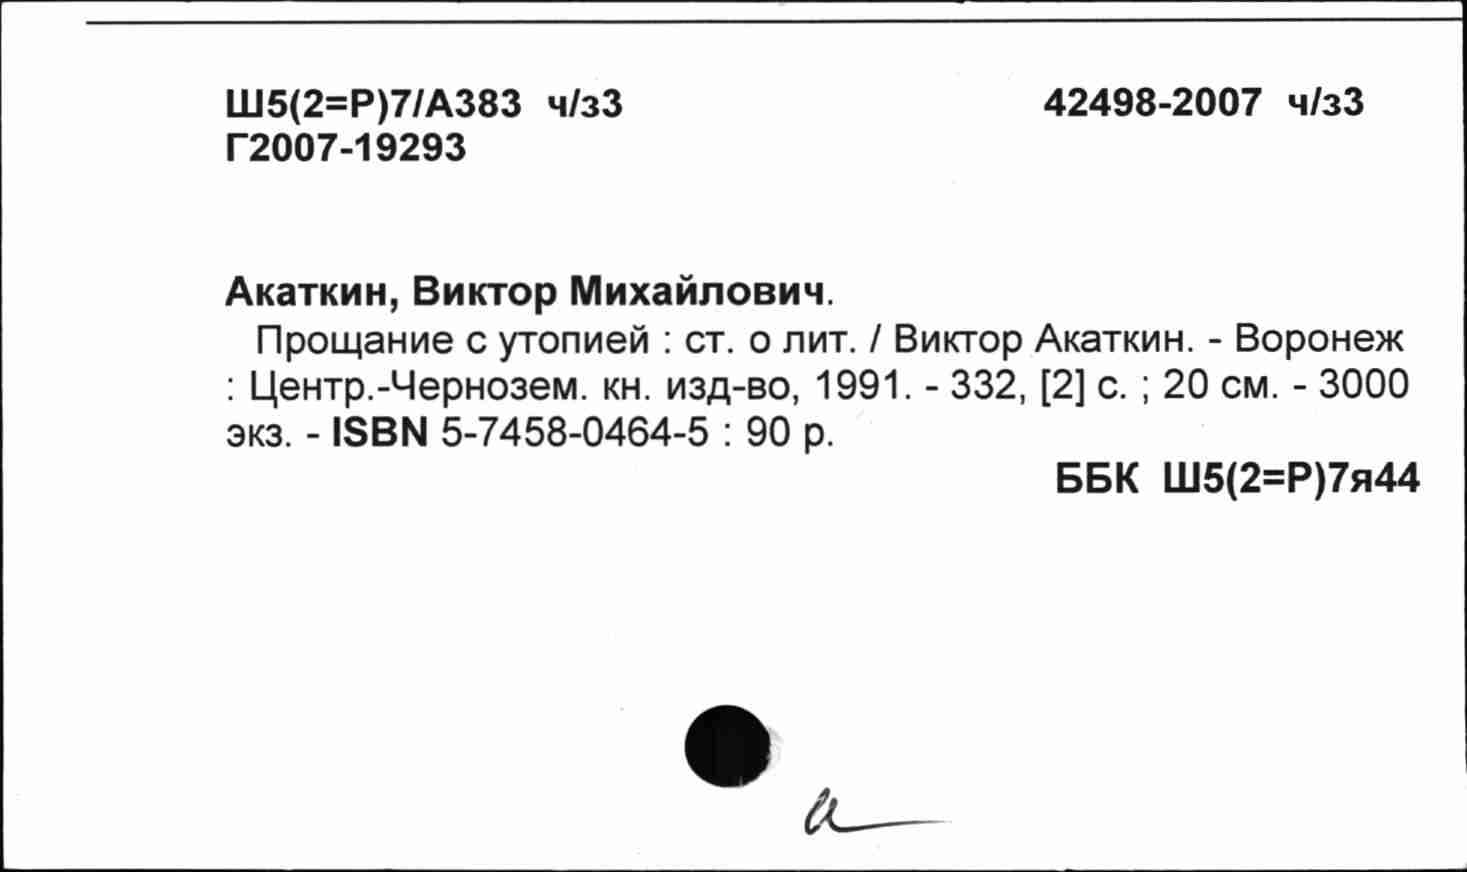 Ш5(2=Р)7/А383 ч/з3 42498-2007 ч/з3
Г2007-19293
Акаткин, Виктор Михайлович.
Прощание с утопией : ст. о лит. / Виктор Акаткин. - Воронеж
: Центр.-Чернозем. кн. изд-во, 1991. - 332, [2] с. ; 20 см. - 3000
экз. - ISBN 5-7458-0464-5 : 90 р.
ББК Ш5(2=Р)7я44